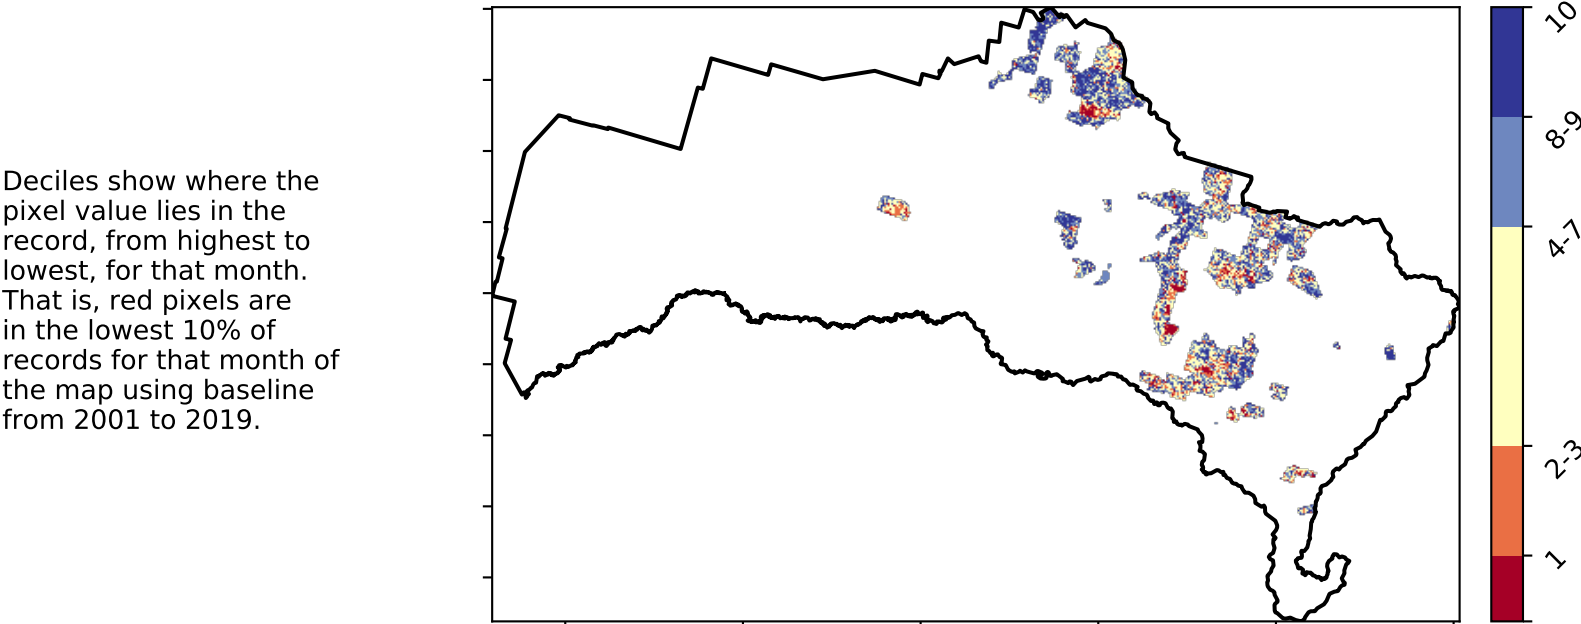 Deciles show where the
pixel value lies in the
record, from highest to
lowest, for that month.
That is, red pixels are
in the lowest 10% of
records for that month of
the map using baseline
from 2001 to 2019.
10
8-9
4-7
2-3
1